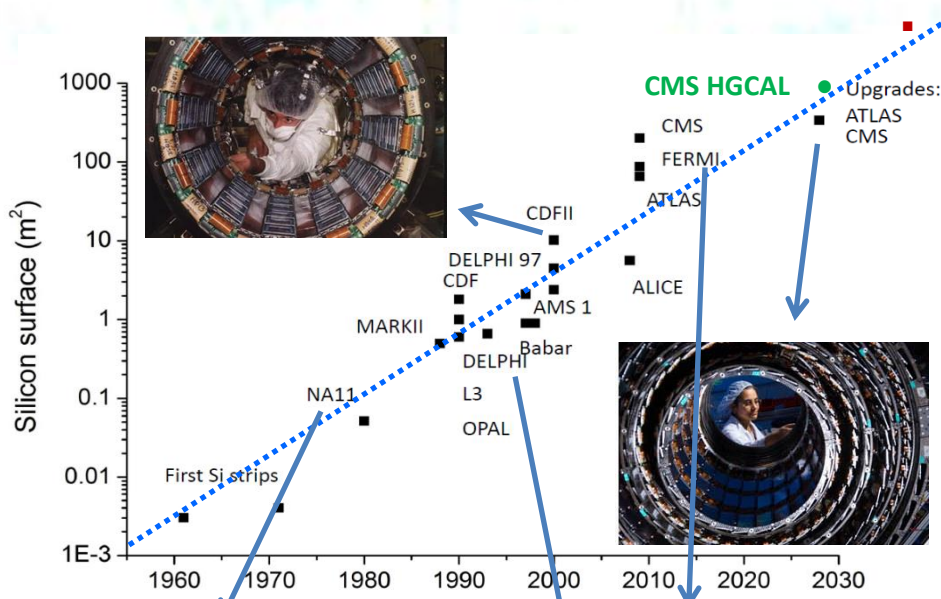 1000
100
10
1
0.1
0.01
1E-3
Silicon surface (m²)
CMS HGCAL
Upgrades:
ATLAS
CMS
CMS
FERMI
ATLAS
CDFII
DELPHI 97
CDF
ALICE
AMS 1
MARKII
Babar
DELPHI
NA11
L3
OPAL
First Si strips
1960
1970
1980
1990
2000
2010
2020
2030